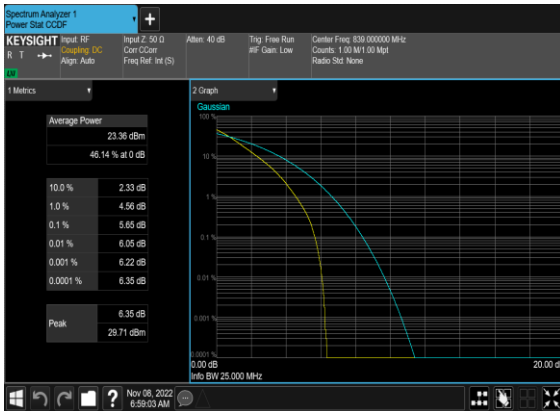 Spectrum Analyzer 1
Power Stat CCDF
+
KEYSIGHT
R T
LXI
Input: RF
Coupling: DC
Align: Auto
Input Z: 50 Ω
Corr CCorr
Freq Ref: Int (S)
Atten: 40 dB
Trig: Free Run
#IF Gain: Low
Center Freq: 839.000000 MHz
Counts: 1.00 M/1.00 Mpt
Radio Std: None
1 Metrics
Average Power
23.36 dBm
46.14 % at 0 dB
10.0 % 2.33 dB
1.0 % 4.56 dB
0.1 % 5.65 dB
0.01 % 6.05 dB
0.001 % 6.22 dB
0.0001 % 6.35 dB
Peak
6.35 dB
29.71 dBm
2 Graph
Gaussian
100 %
10 %
1 %
0.1 %
0.01 %
0.001 %
0.0001 %
0.00 dB
20.00 d
Info BW 25.000 MHz
?
Nov 08, 2022
6:59:03 AM